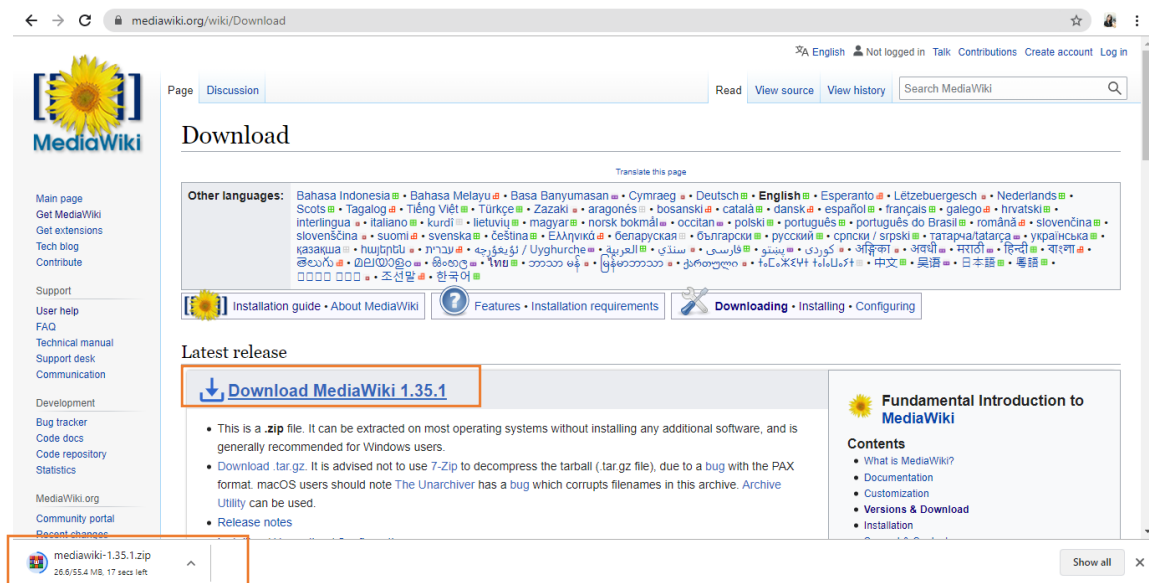 mediawiki.org/wiki/Download
English Not logged in Talk Contributions Create account Log in
Page Discussion Read View source View history Search MediaWiki
MediaWiki
Download
Translate this page
Other languages: Bahasa Indonesia • Bahasa Melayu • Basa Banyumasan • Cymraeg • Deutsch • English • Esperanto • Lëtzebuergesch • Nederlands •
Scots • Tagalog • Tiếng Việt • Türkçe • Zazaki • aragonés • bosanski • català • dansk • español • français • galego • hrvatski •
interlingua • italiano • kurdî • lietuvių • magyar • norsk bokmål • occitan • polski • português • português do Brasil • română • slovenčina •
slovenščina • suomi • svenska • čeština • Ελληνικά • беларуская • български • русский • српски / srpski • татарча/tatarça • українська •
қазақша • հայերեն • עברית • ئۇيغۇرچە / Uyghurche • العربية • سنڌي • فارسی • پښتو • کوردی • अङ्गिका • अवधी • मराठी • हिन्दी • বাংলা •
తెలుగు • മലയാളം • සිංහල • ไทย • မြန်မာဘာသာ • ქართული • 中文 • 吴语 • 日本語 • 粵語 •
조선말 • 한국어
Installation guide • About MediaWiki
Features • Installation requirements
Downloading • Installing • Configuring
Main page
Get MediaWiki
Get extensions
Tech blog
Contribute
Support
User help
FAQ
Technical manual
Support desk
Communication
Development
Bug tracker
Code docs
Code repository
Statistics
MediaWiki.org
Community portal
Recent changes
Latest release
Download MediaWiki 1.35.1
• This is a .zip file. It can be extracted on most operating systems without installing any additional software, and is
generally recommended for Windows users.
• Download .tar.gz. It is advised not to use 7-Zip to decompress the tarball (.tar.gz file), due to a bug with the PAX
format. macOS users should note The Unarchiver has a bug which corrupts filenames in this archive. Archive
Utility can be used.
• Release notes
Fundamental Introduction to
MediaWiki
Contents
• What is MediaWiki?
• Documentation
• Customization
• Versions & Download
• Installation
mediawiki-1.35.1.zip
26.6/55.4 MB, 17 secs left
Show all